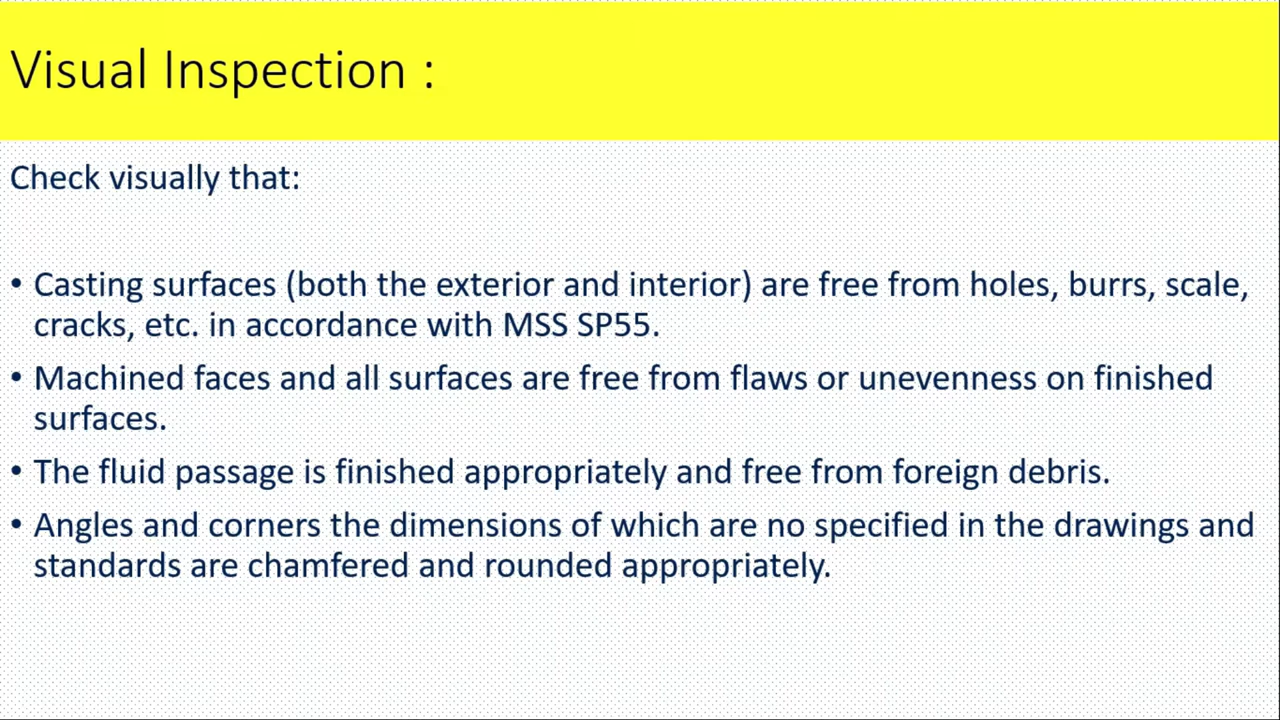 Visual Inspection :
Check visually that:
• Casting surfaces (both the exterior and interior) are free from holes, burrs, scale,
cracks, etc. in accordance with MSS SP55.
• Machined faces and all surfaces are free from flaws or unevenness on finished
surfaces.
• The fluid passage is finished appropriately and free from foreign debris.
• Angles and corners the dimensions of which are no specified in the drawings and
standards are chamfered and rounded appropriately.